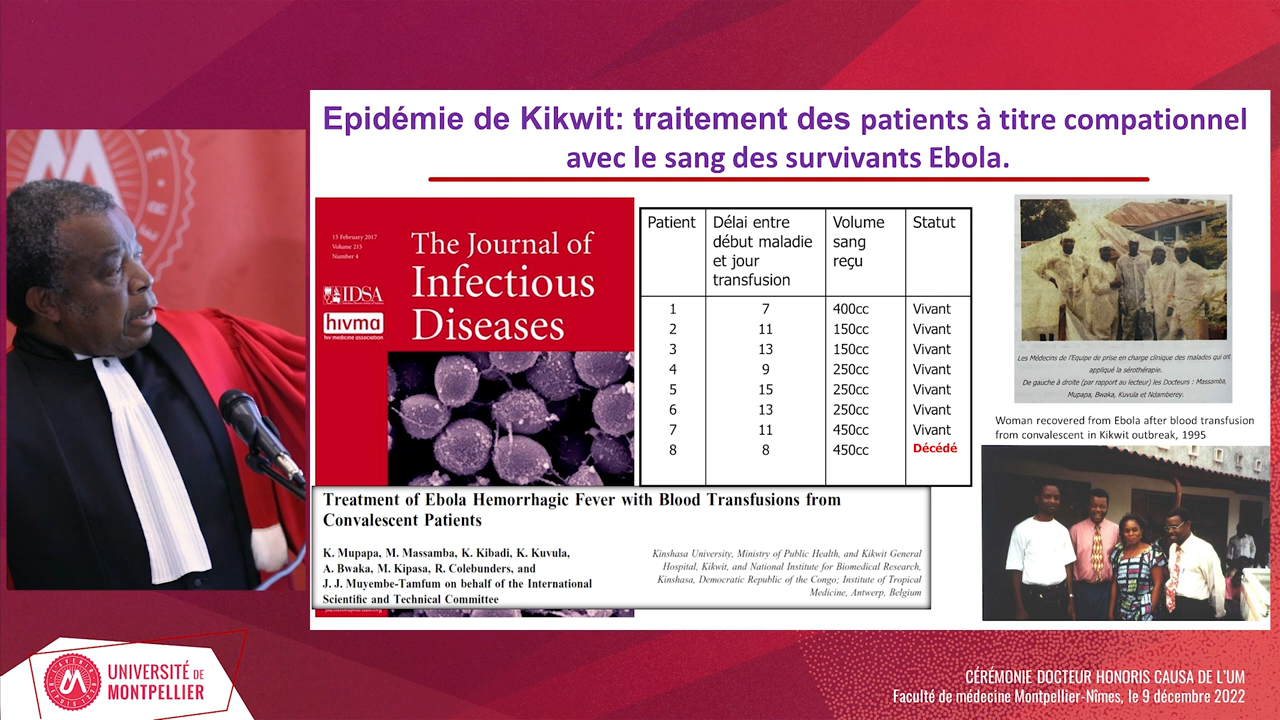 Epidémie de Kikwit: traitement des patients à titre compationnel
avec le sang des survivants Ebola.
15 February 2017
Volume 215
Number 4
The Journal of
Infectious
Diseases
IDSA
hivma
hiv medicine association
Patient Délai entre début maladie et jour transfusion Volume sang reçu Statut
1 7 400cc Vivant
2 11 150cc Vivant
3 13 150cc Vivant
4 9 250cc Vivant
5 15 250cc Vivant
6 13 250cc Vivant
7 11 450cc Vivant
8 8 450cc Décédé
Les Médecins de l'Equipe de prise en charge clinique des malades qui ont
appliqué la sérothérapie.
De gauche à droite (par rapport au lecteur) les Docteurs : Massamba,
Mupapa, Bwaka, Kuvula et Ndamberey.
Woman recovered from Ebola after blood transfusion
from convalescent in Kikwit outbreak, 1995
Treatment of Ebola Hemorrhagic Fever with Blood Transfusions from
Convalescent Patients
K. Mupapa, M. Massamba, K. Kibadi, K. Kuvula,
A. Bwaka, M. Kipasa, R. Colebunders, and
J. J. Muyembe-Tamfum on behalf of the International
Scientific and Technical Committee
Kinshasa University, Ministry of Public Health, and Kikwit General
Hospital, Kikwit, and National Institute for Biomedical Research,
Kinshasa, Democratic Republic of the Congo; Institute of Tropical
Medicine, Antwerp, Belgium
UNIVERSITÉ DE
MONTPELLIER
CÉRÉMONIE DOCTEUR HONORIS CAUSA DE L'UM
Faculté de médecine Montpellier-Nîmes, le 9 décembre 2022